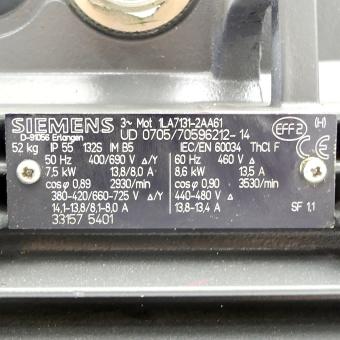 SIEMENS 3~ Mot 1LA7131-2AA61
D-91056 Erlangen UD 0705/70596212-14
EFF2 (H)
52 kg IP 55 132S IM B5 IEC/EN 60034 ThCl F CE
50 Hz 400/690 V Δ/Y 60 Hz 460 V Δ
7,5 kW 13,8/8,0 A 8,6 kW 13,5 A
cosφ 0,89 2930/min cosφ 0,90 3530/min
380-420/660-725 V Δ/Y 440-480 V Δ
14,1-13,8/8,1-8,0 A 13,8-13,4 A SF 1.1
33157 5401